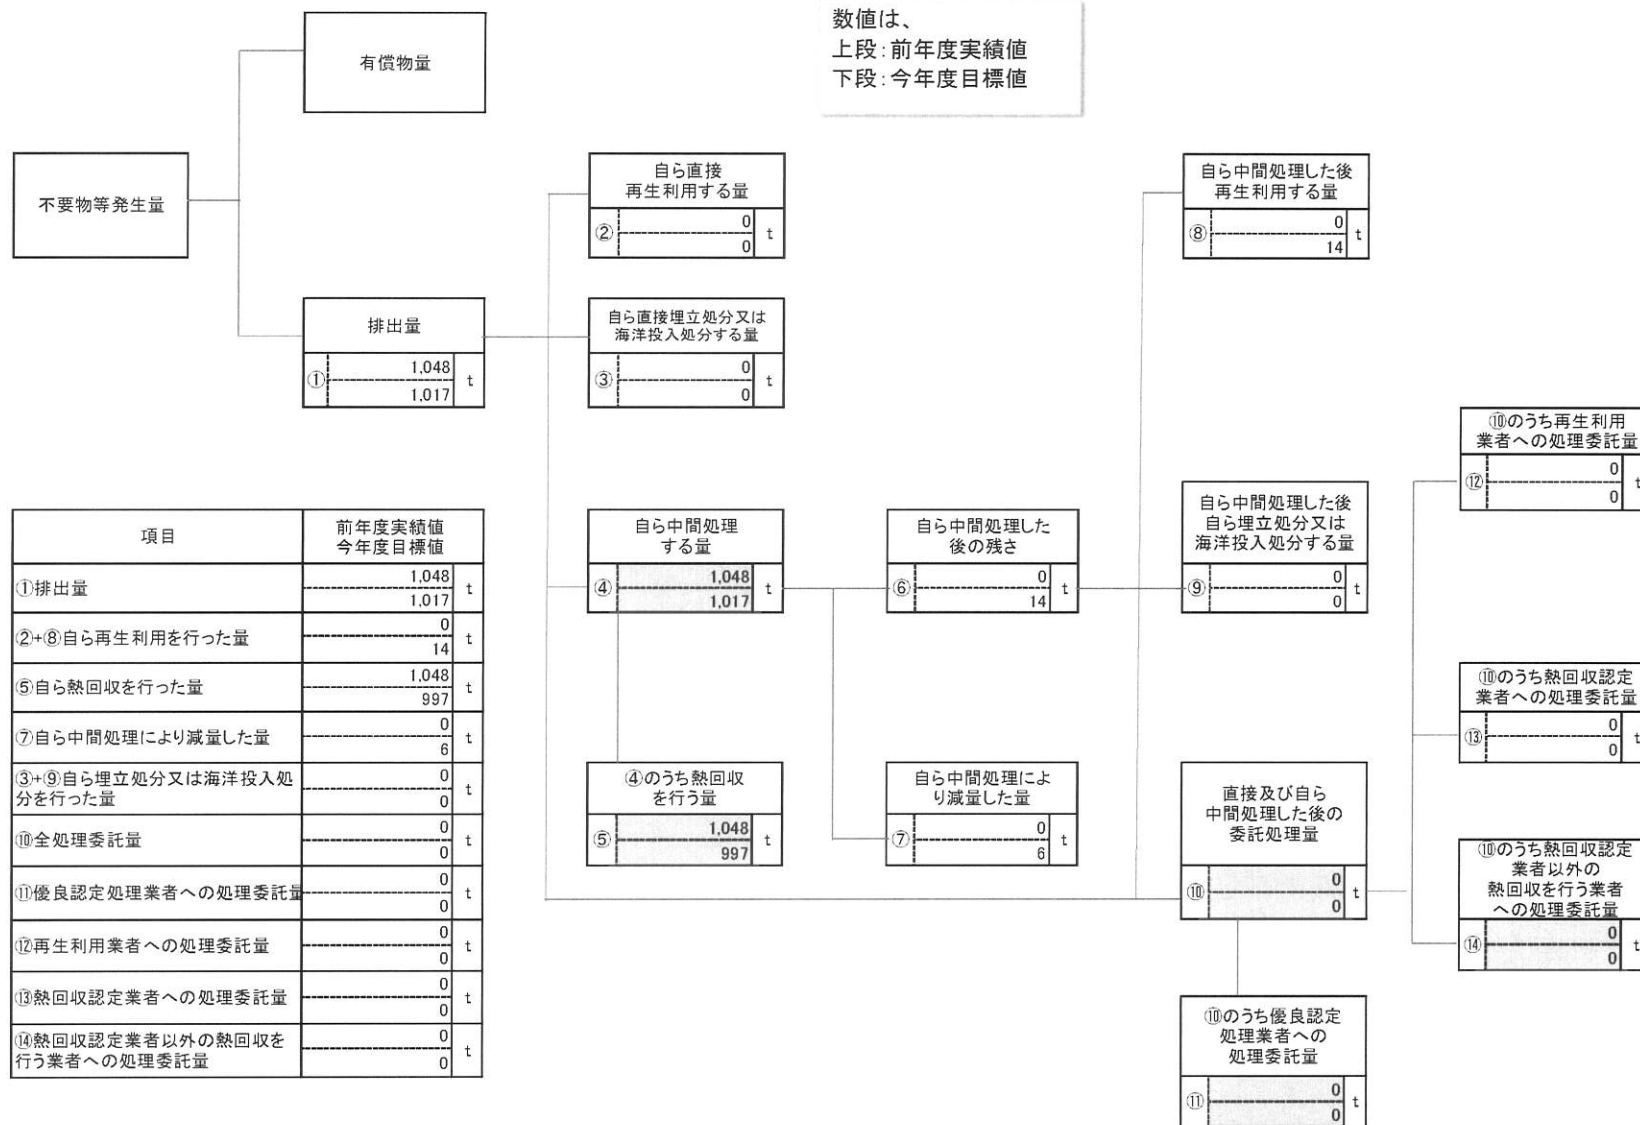 数値は、
上段:前年度実績値
下段:今年度目標値
有償物量
不要物等発生量
排出量
① 1,048 t
1,017
自ら直接
再生利用する量
② 0 t
0
自ら直接埋立処分又は
海洋投入処分する量
③ 0 t
0
自ら中間処理した後
再生利用する量
⑧ 0 t
14
自ら中間処理
する量
④ 1,048 t
1,017
自ら中間処理した
後の残さ
⑥ 0 t
14
自ら中間処理した後
自ら埋立処分又は
海洋投入処分する量
⑨ 0 t
0
⑩のうち再生利用
業者への処理委託量
⑫ 0 t
0
④のうち熱回収
を行う量
⑤ 1,048 t
997
自ら中間処理によ
り減量した量
⑦ 0 t
6
直接及び自ら
中間処理した後の
委託処理量
⑩ 0 t
0
⑩のうち熱回収認定
業者への処理委託量
⑬ 0 t
0
⑩のうち熱回収認定
業者以外の
熱回収を行う業者
への処理委託量
⑭ 0 t
0
⑩のうち優良認定
処理業者への
処理委託量
⑪ 0 t
0
項目 前年度実績値
今年度目標値
①排出量 1,048 t
1,017
②+⑧自ら再生利用を行った量 0 t
14
⑤自ら熱回収を行った量 1,048 t
997
⑦自ら中間処理により減量した量 0 t
6
③+⑨自ら埋立処分又は海洋投入処 0 t
分を行った量 0
⑩全処理委託量 0 t
0
⑪優良認定処理業者への処理委託量 0 t
0
⑫再生利用業者への処理委託量 0 t
0
⑬熱回収認定業者への処理委託量 0 t
0
⑭熱回収認定業者以外の熱回収を 0 t
行う業者への処理委託量 0